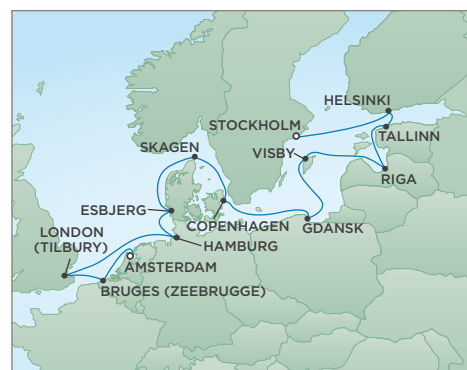 HELSINKI
STOCKHOLM
TALLINN
SKAGEN
VISBY
RIGA
ESBJERG
COPENHAGEN
GDANSK
LONDON
(TILBURY)
HAMBURG
AMSTERDAM
BRUGES (ZEEBRUGGE)